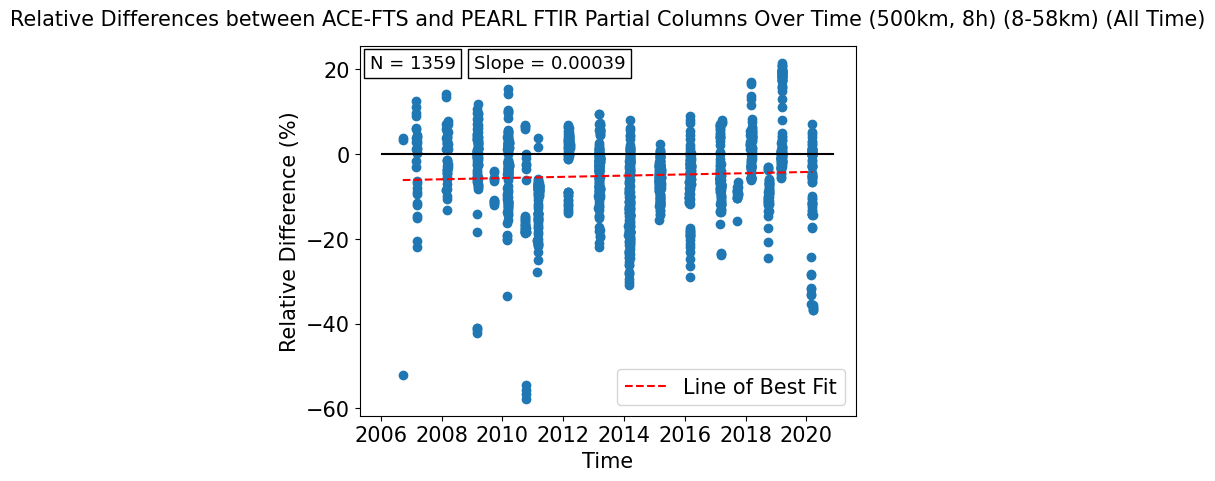 Relative Differences between ACE-FTS and PEARL FTIR Partial Columns Over Time (500km, 8h) (8-58km) (All Time)
N = 1359
Slope = 0.00039
20
0
−20
−40
−60
Relative Difference (%)
Line of Best Fit
2006 2008 2010 2012 2014 2016 2018 2020
Time